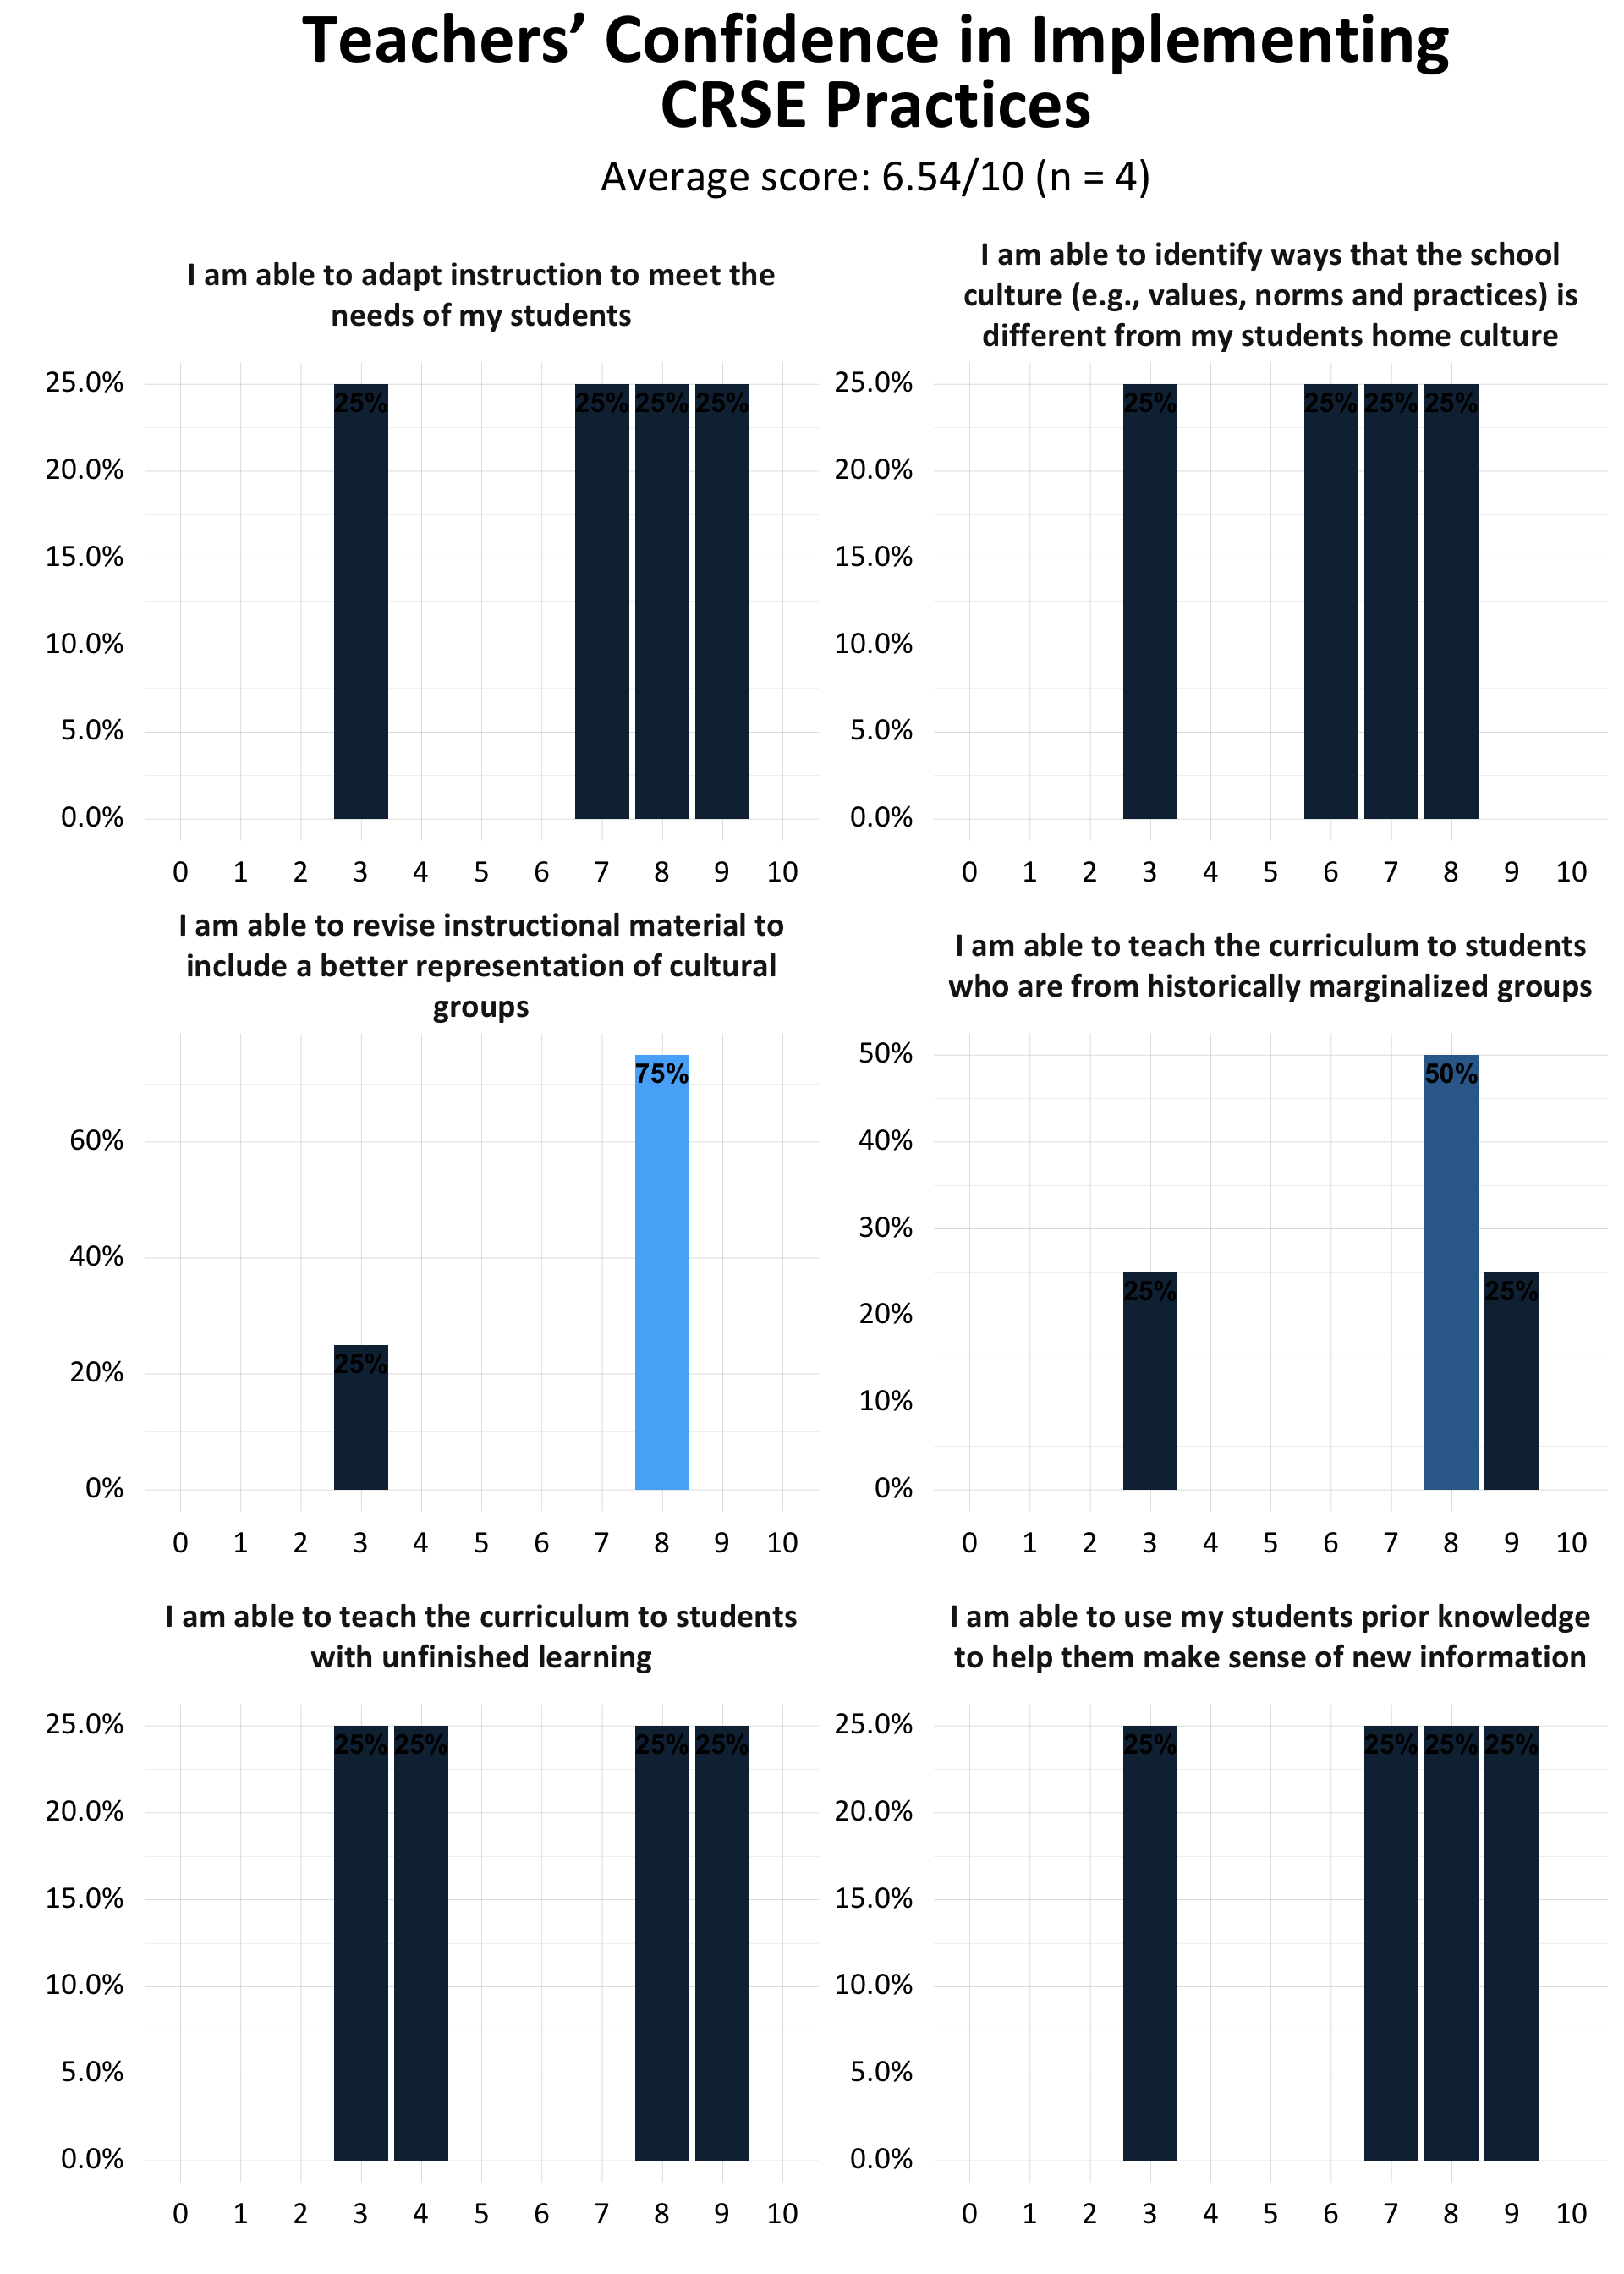 Teachers’ Confidence in Implementing
CRSE Practices
Average score: 6.54/10 (n = 4)
I am able to adapt instruction to meet the
needs of my students
25.0%
20.0%
15.0%
10.0%
5.0%
0.0%
25% 25% 25% 25%
0 1 2 3 4 5 6 7 8 9 10
I am able to identify ways that the school
culture (e.g., values, norms and practices) is
different from my students home culture
25.0%
20.0%
15.0%
10.0%
5.0%
0.0%
25% 25% 25% 25%
0 1 2 3 4 5 6 7 8 9 10
I am able to revise instructional material to
include a better representation of cultural
groups
75%
60%
40%
25%
20%
0%
0 1 2 3 4 5 6 7 8 9 10
I am able to teach the curriculum to students
who are from historically marginalized groups
50%
50%
40%
30%
25% 25%
20%
10%
0%
0 1 2 3 4 5 6 7 8 9 10
I am able to teach the curriculum to students
with unfinished learning
25.0%
20.0%
15.0%
10.0%
5.0%
0.0%
25% 25% 25% 25%
0 1 2 3 4 5 6 7 8 9 10
I am able to use my students prior knowledge
to help them make sense of new information
25.0%
20.0%
15.0%
10.0%
5.0%
0.0%
25% 25% 25% 25%
0 1 2 3 4 5 6 7 8 9 10